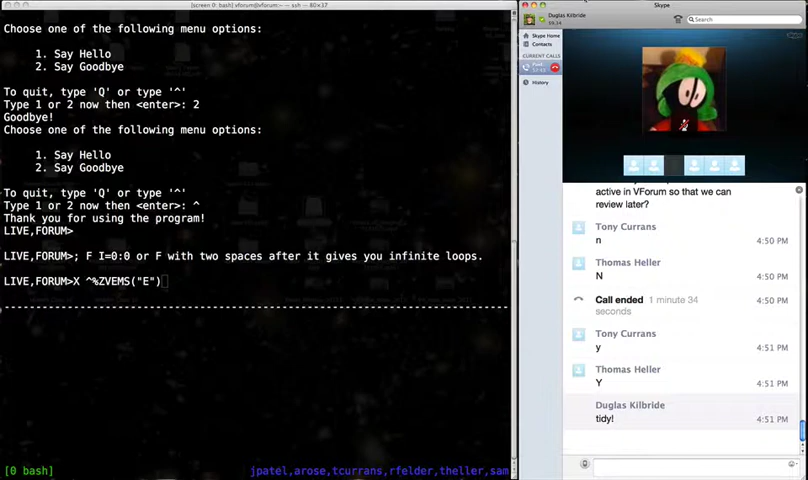 [screen 0: bash] vforum@vforum:~ — ssh — 80×37
Choose one of the following menu options:
1. Say Hello
2. Say Goodbye
To quit, type 'Q' or type '^'
Type 1 or 2 now then <enter>: 2
Goodbye!
Choose one of the following menu options:
1. Say Hello
2. Say Goodbye
To quit, type 'Q' or type '^'
Type 1 or 2 now then <enter>: ^
Thank you for using the program!
LIVE,FORUM>
LIVE,FORUM>; F I=0:0 or F with two spaces after it gives you infinite loops.
LIVE,FORUM>X ^%ZVEMS("E")
[0 bash]
jpatel,arose,tcurrans,rfelder,theller,sam
Skype
Duglas Kilbride
Search
Skype Home
Contacts
CURRENT CALLS
History
active in VForum so that we can
review later?
Tony Currans
n 4:50 PM
Thomas Heller
N 4:50 PM
Call ended 1 minute 34 4:50 PM
seconds
Tony Currans
y 4:51 PM
Thomas Heller
Y 4:51 PM
Duglas Kilbride
tidy! 4:51 PM